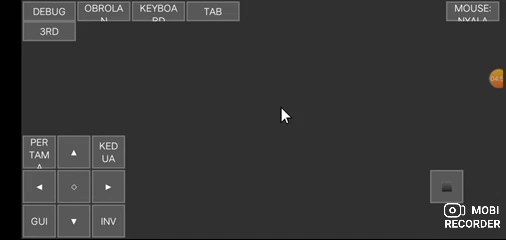 DEBUG
OBROLA
N
KEYBOA
RD
TAB
MOUSE:
NYALA
3RD
PER
TAM
A
KED
UA
GUI
INV
MOBI
RECORDER